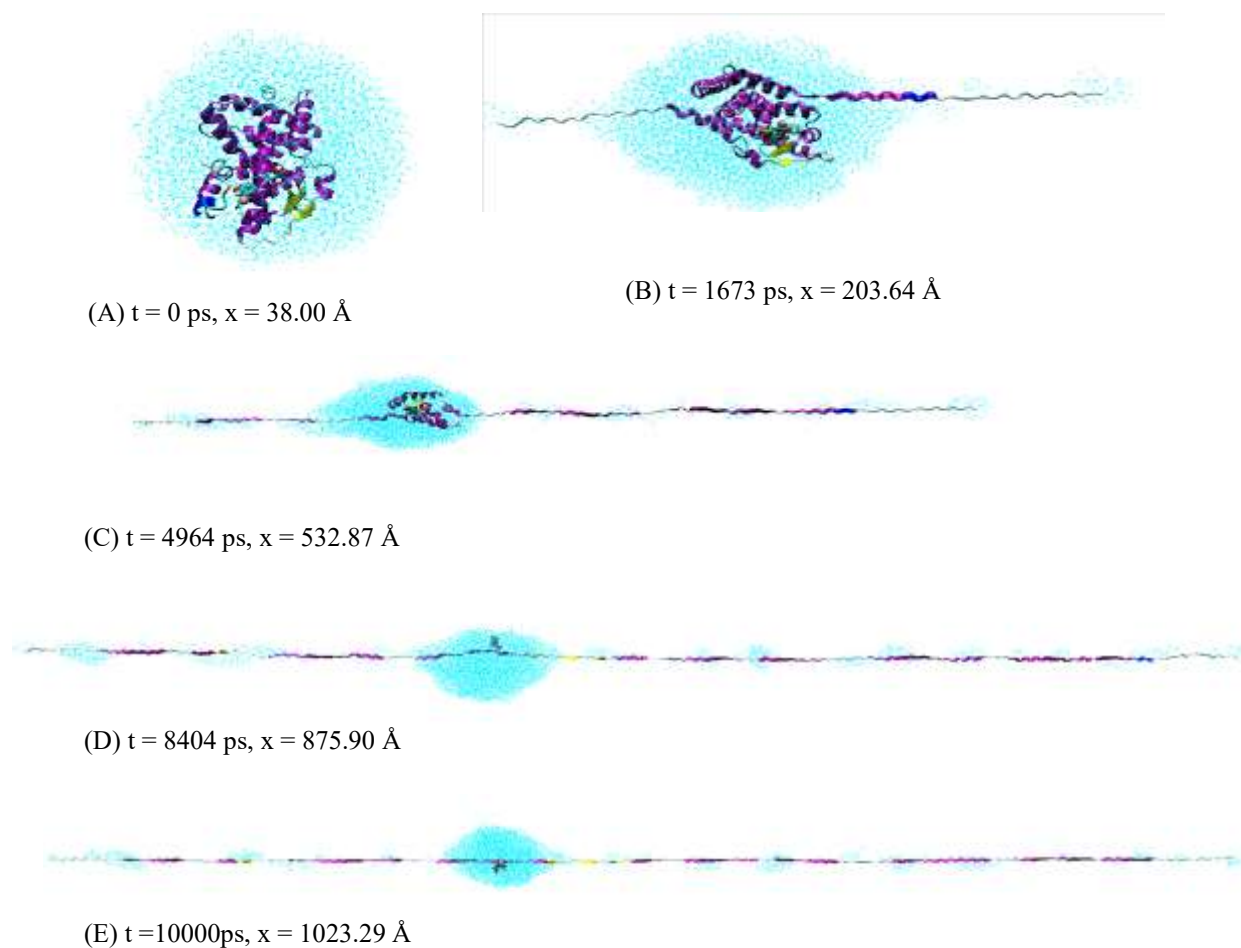 (A) t = 0 ps, x = 38.00 Å
(B) t = 1673 ps, x = 203.64 Å
(C) t = 4964 ps, x = 532.87 Å
(D) t = 8404 ps, x = 875.90 Å
(E) t =10000ps, x = 1023.29 Å